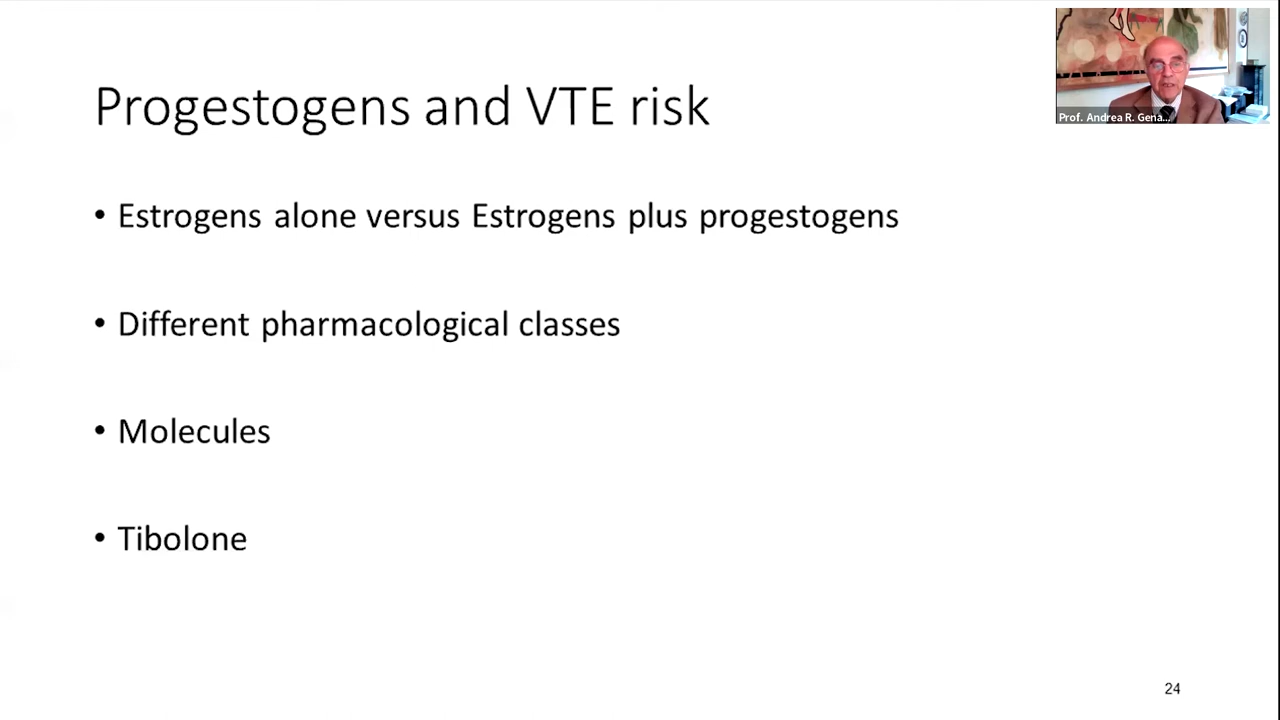 Progestogens and VTE risk
Prof. Andrea R. Gena...
• Estrogens alone versus Estrogens plus progestogens
• Different pharmacological classes
• Molecules
• Tibolone
24